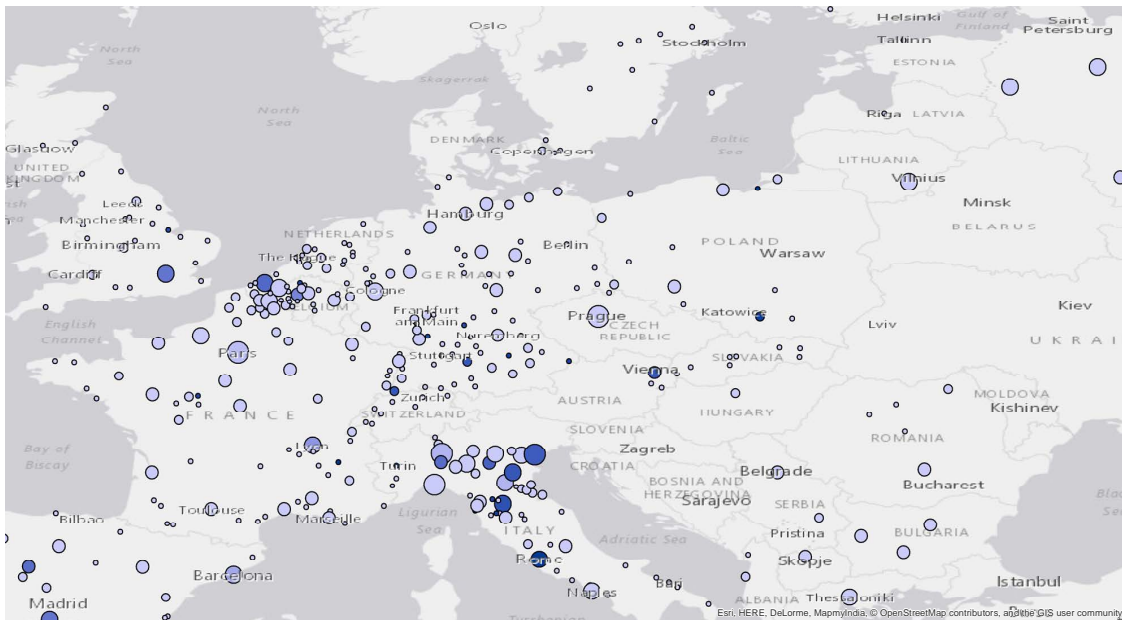 Oslo
Helsinki
Gulf of
Finland
Saint
Petersburg
Stockholm
Tallinn
North
Sea
ESTONIA
Skagerrak
North
Sea
Riga LATVIA
Glasgow
DENMARK
Baltic
Sea
Copenhagen
LITHUANIA
UNITED
KINGDOM
Vilnius
Leeds
Minsk
Manchester
Hamburg
BELARUS
NETHERLANDS
Birmingham
Berlin
POLAND
Warsaw
The Hague
Cardiff
GERMANY
Cologne
BELGIUM
Kiev
English
Channel
Frankfurt
am Main
Prague
Katowice
CZECH
REPUBLIC
Lviv
Nuremberg
UKRAI
Paris
Stuttgart
SLOVAKIA
Vienna
Zurich
AUSTRIA
MOLDOVA
Kishinev
FRANCE
SWITZERLAND
HUNGARY
SLOVENIA
ROMANIA
Bay of
Biscay
Lyon
Zagreb
Turin
CROATIA
Belgrade
BOSNIA AND
HERZEGOVINA
Bucharest
Sarajevo
SERBIA
Toulouse
Marseille
Ligurian
Sea
Bilbao
ITALY
Pristina
BULGARIA
Adriatic Sea
Rome
Skopje
Barcelona
Bari
Istanbul
Naples
Madrid
ALBANIA
Thessaloniki
Tyrrhenian
Esri, HERE, DeLorme, MapmyIndia, © OpenStreetMap contributors, and the GIS user community